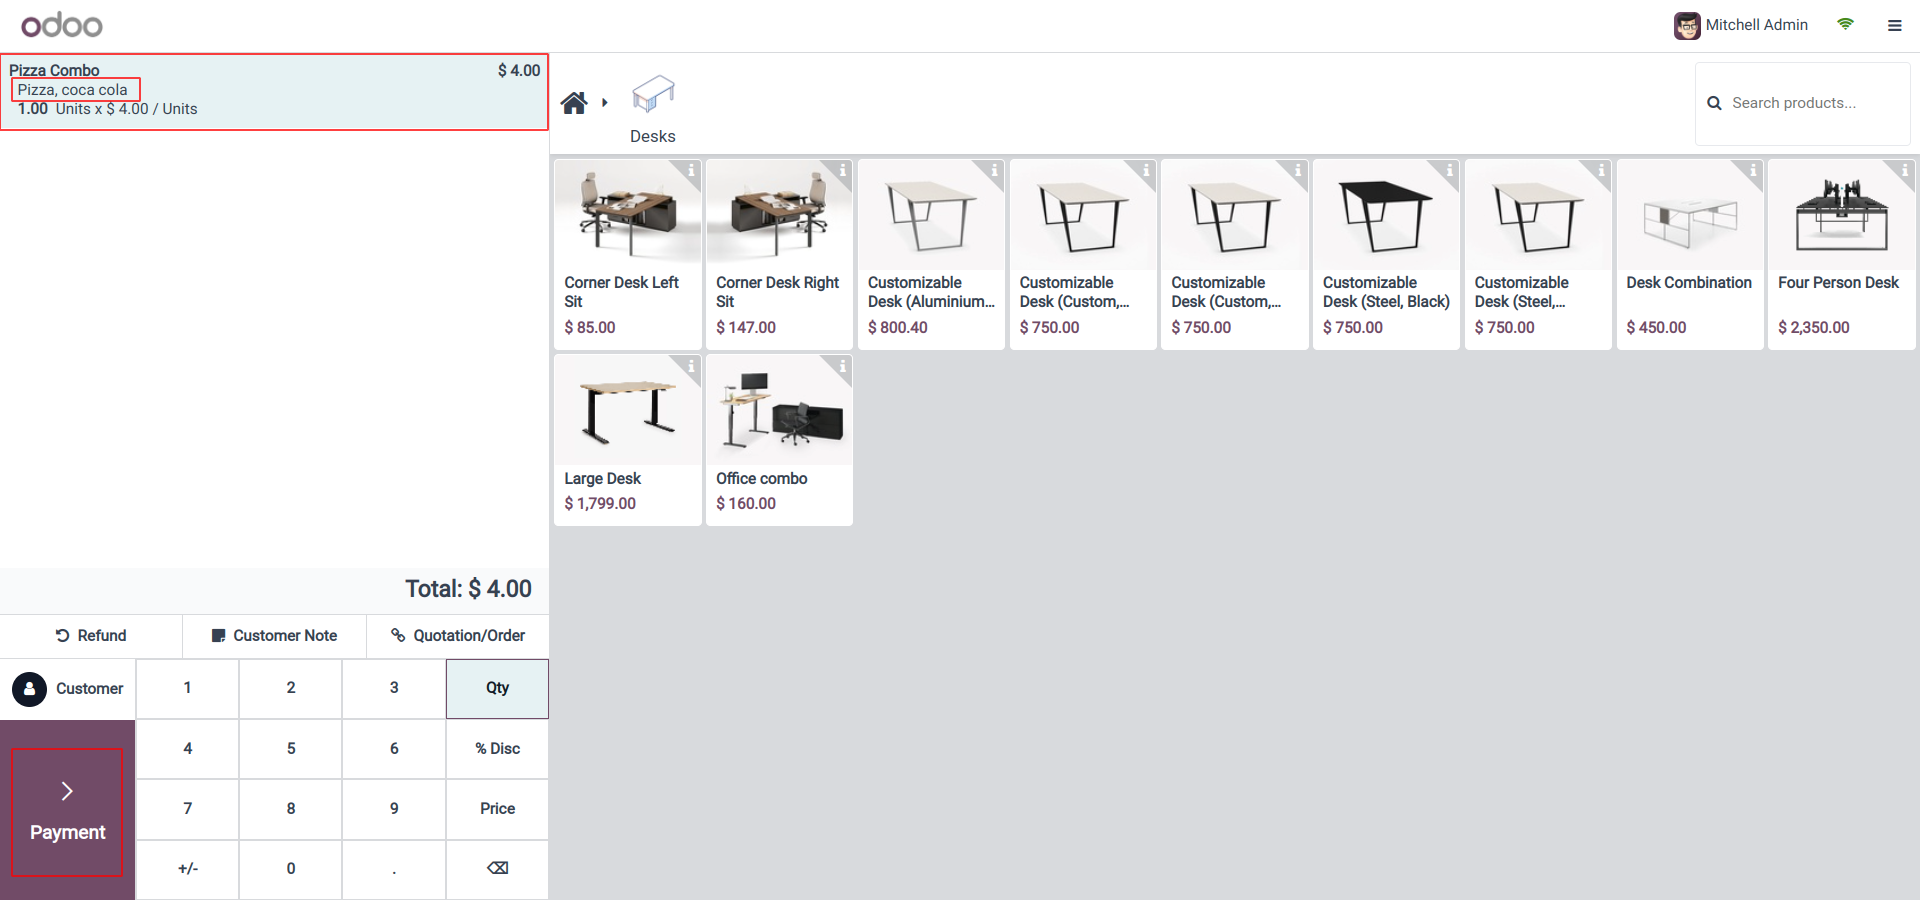 odoo
Mitchell Admin
Pizza Combo $ 4.00
Pizza, coca cola
1.00 Units x $ 4.00 / Units
Desks
Search products...
Corner Desk Left
Sit
$ 85.00
Corner Desk Right
Sit
$ 147.00
Customizable
Desk (Aluminium...
$ 800.40
Customizable
Desk (Custom,...
$ 750.00
Customizable
Desk (Custom,...
$ 750.00
Customizable
Desk (Steel, Black)
$ 750.00
Customizable
Desk (Steel,...
$ 750.00
Desk Combination
$ 450.00
Four Person Desk
$ 2,350.00
Large Desk
$ 1,799.00
Office combo
$ 160.00
Total: $ 4.00
Refund
Customer Note
Quotation/Order
Customer
Payment
1 2 3 Qty
4 5 6 % Disc
7 8 9 Price
+/- 0 .